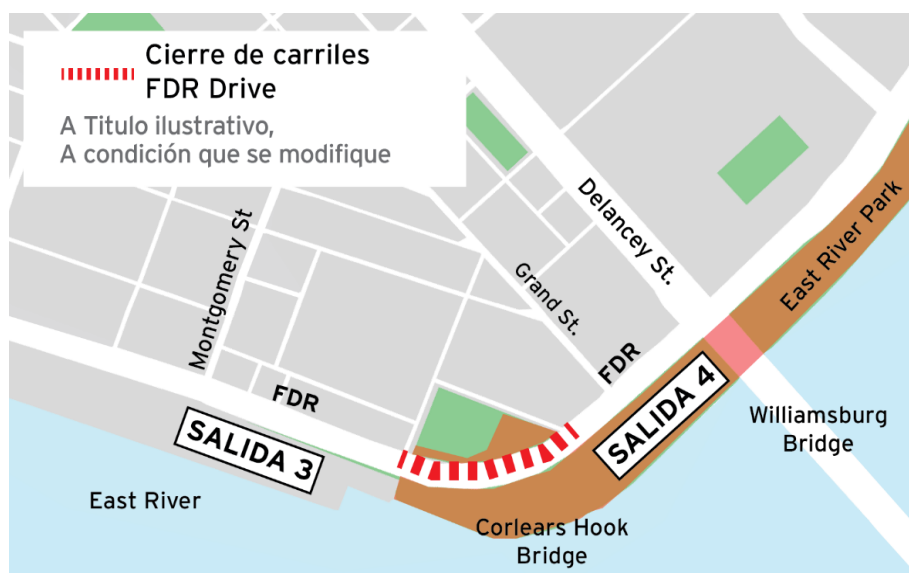 Cierre de carriles
FDR Drive
A Titulo ilustrativo,
A condición que se modifique
Montgomery St
Delancey St.
East River Park
Grand St.
FDR
FDR
SALIDA 4
SALIDA 3
Williamsburg
Bridge
East River
Corlears Hook
Bridge